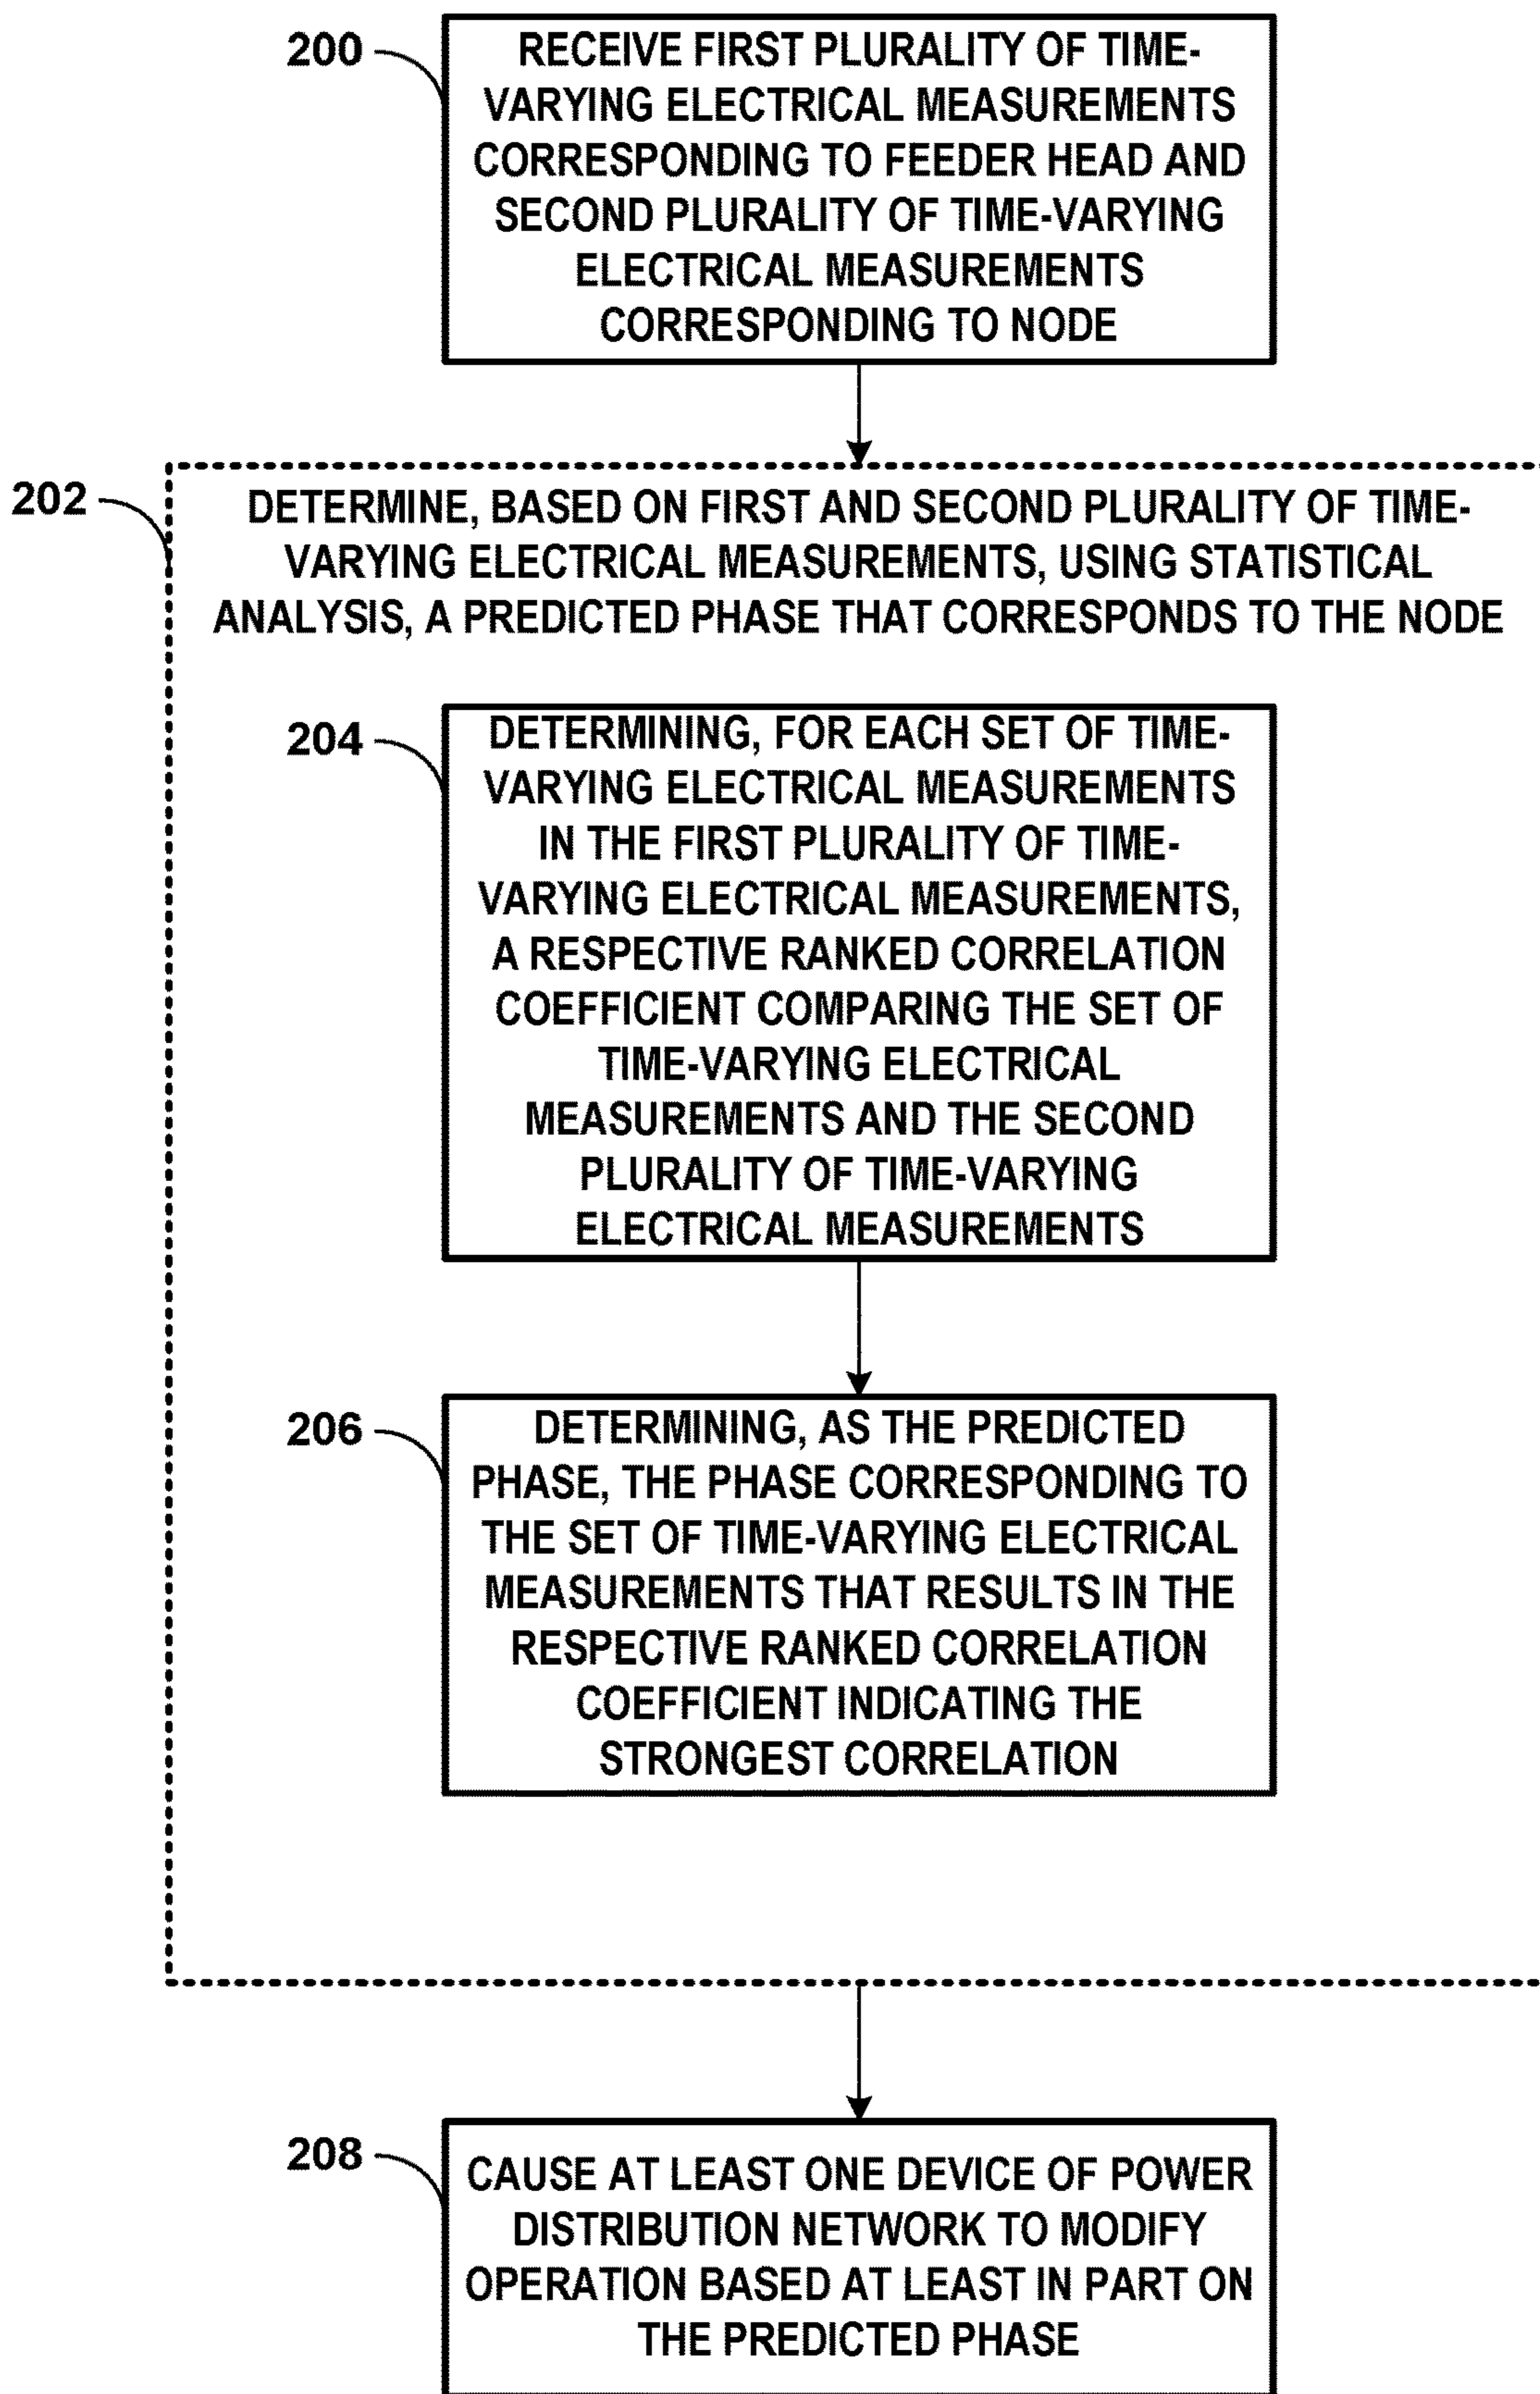 200
RECEIVE FIRST PLURALITY OF TIME-
VARYING ELECTRICAL MEASUREMENTS
CORRESPONDING TO FEEDER HEAD AND
SECOND PLURALITY OF TIME-VARYING
ELECTRICAL MEASUREMENTS
CORRESPONDING TO NODE
202
DETERMINE, BASED ON FIRST AND SECOND PLURALITY OF TIME-
VARYING ELECTRICAL MEASUREMENTS, USING STATISTICAL
ANALYSIS, A PREDICTED PHASE THAT CORRESPONDS TO THE NODE
204
DETERMINING, FOR EACH SET OF TIME-
VARYING ELECTRICAL MEASUREMENTS
IN THE FIRST PLURALITY OF TIME-
VARYING ELECTRICAL MEASUREMENTS,
A RESPECTIVE RANKED CORRELATION
COEFFICIENT COMPARING THE SET OF
TIME-VARYING ELECTRICAL
MEASUREMENTS AND THE SECOND
PLURALITY OF TIME-VARYING
ELECTRICAL MEASUREMENTS
206
DETERMINING, AS THE PREDICTED
PHASE, THE PHASE CORRESPONDING TO
THE SET OF TIME-VARYING ELECTRICAL
MEASUREMENTS THAT RESULTS IN THE
RESPECTIVE RANKED CORRELATION
COEFFICIENT INDICATING THE
STRONGEST CORRELATION
208
CAUSE AT LEAST ONE DEVICE OF POWER
DISTRIBUTION NETWORK TO MODIFY
OPERATION BASED AT LEAST IN PART ON
THE PREDICTED PHASE